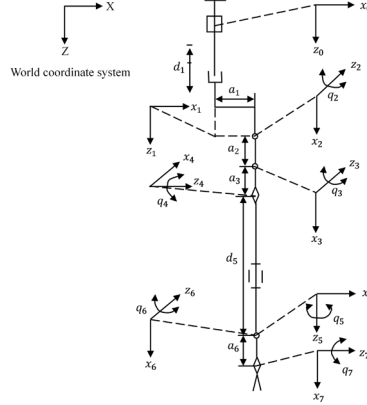 X
Z
World coordinate system
z₀
d₁
a₁
z₂
q₂
x₂
x₁
z₁
a₂
x₄
z₄
q₄
a₃
z₃
q₃
x₃
d₅
z₆
q₆
x₆
q₅
z₅
a₆
q₇
x₇